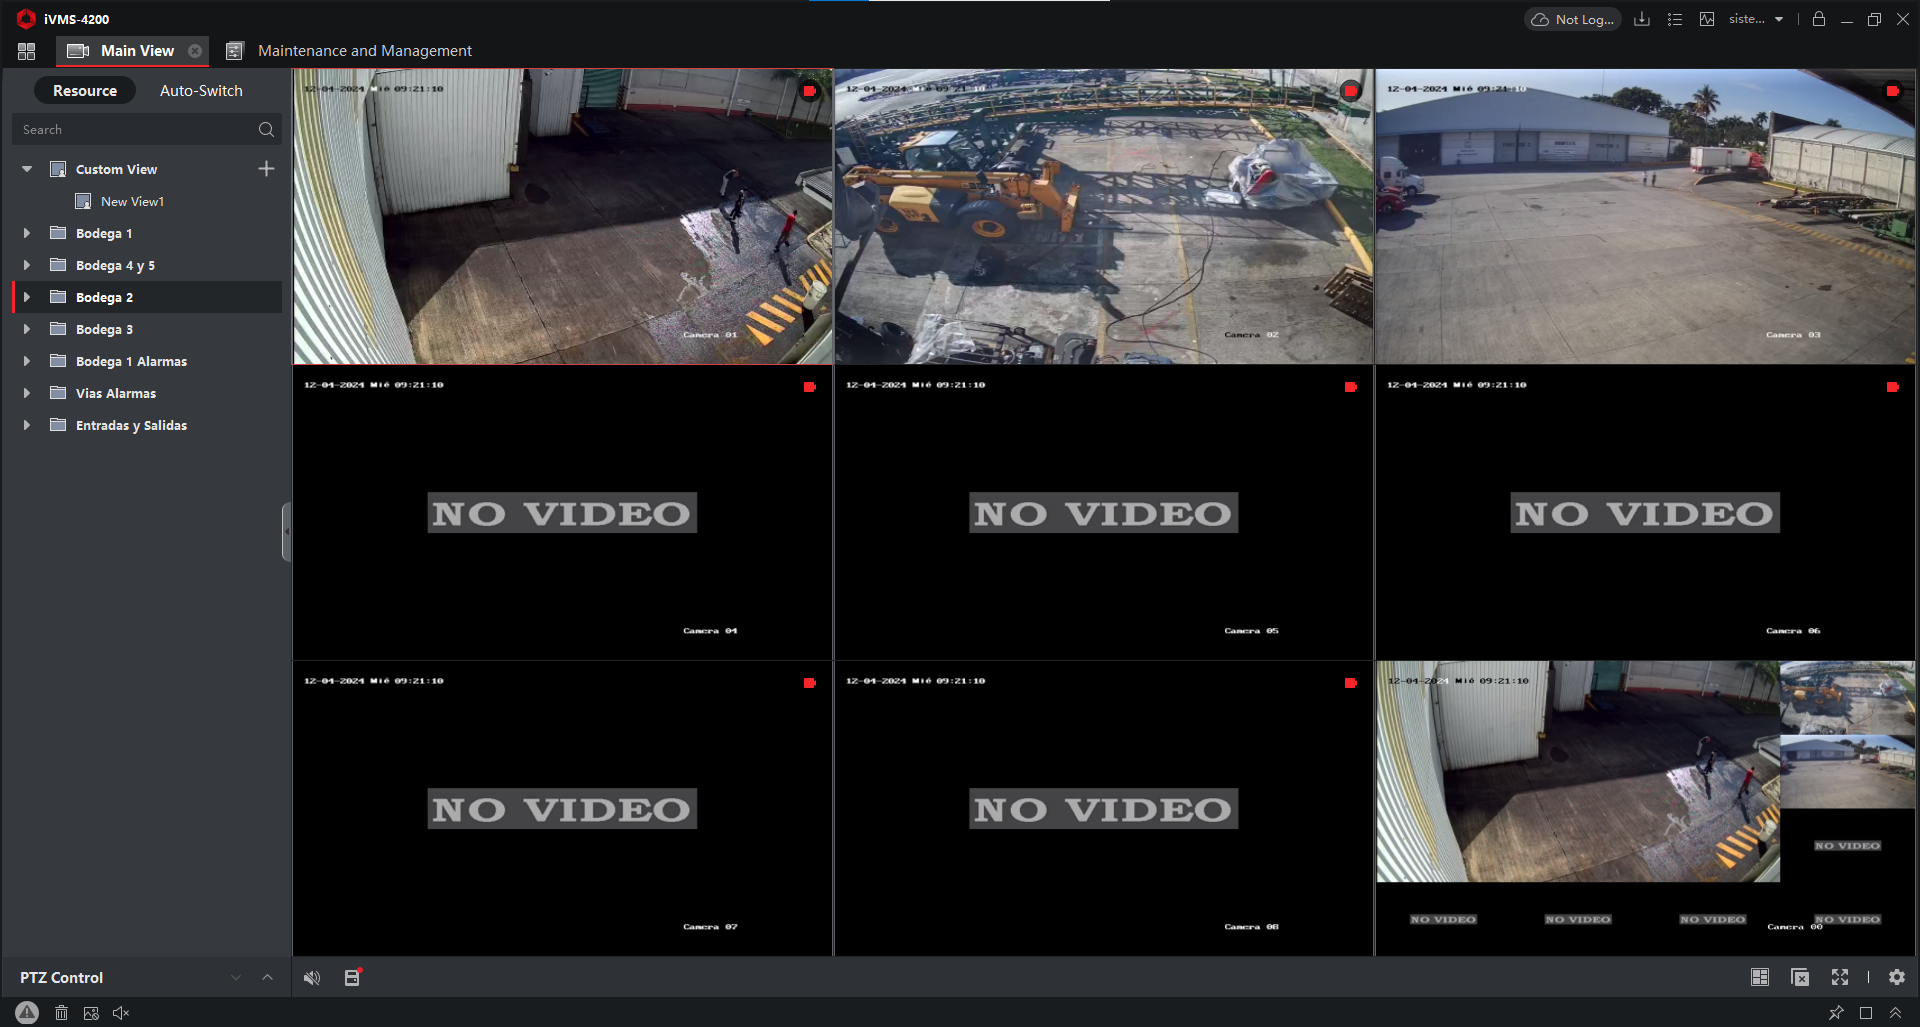 iVMS-4200
Not Log...
siste...
Main View
Maintenance and Management
Resource
Auto-Switch
Search
Custom View
New View1
Bodega 1
Bodega 4 y 5
Bodega 2
Bodega 3
Bodega 1 Alarmas
Vias Alarmas
Entradas y Salidas
12-04-2024 Mié 09:21:10
Camera 01
12-04-2024 Mié 09:21:10
Camera 02
12-04-2024 Mié 09:21:10
Camera 03
12-04-2024 Mié 09:21:10
NO VIDEO
Camera 04
12-04-2024 Mié 09:21:10
NO VIDEO
Camera 05
12-04-2024 Mié 09:21:10
NO VIDEO
Camera 06
12-04-2024 Mié 09:21:10
NO VIDEO
Camera 07
12-04-2024 Mié 09:21:10
NO VIDEO
Camera 08
12-04-2024 Mié 09:21:10
NO VIDEO
NO VIDEO
NO VIDEO
NO VIDEO
NO VIDEO
Camera 00
PTZ Control